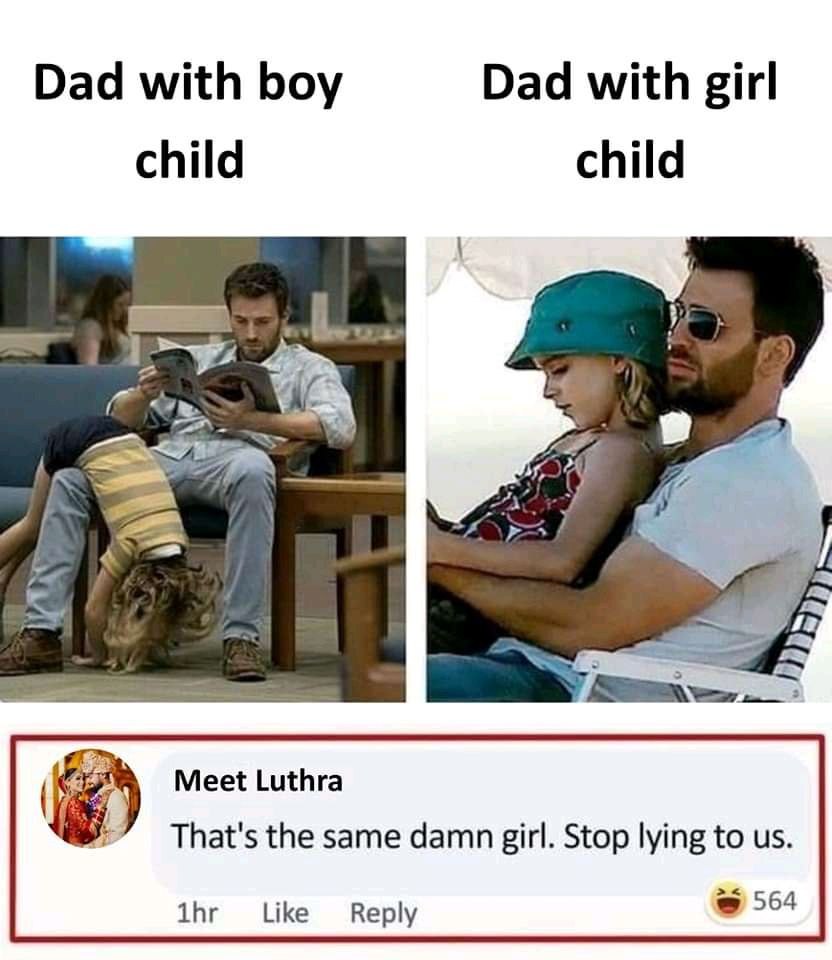 Dad with boy
child
Dad with girl
child
Meet Luthra
That's the same damn girl. Stop lying to us.
1hr Like Reply
564